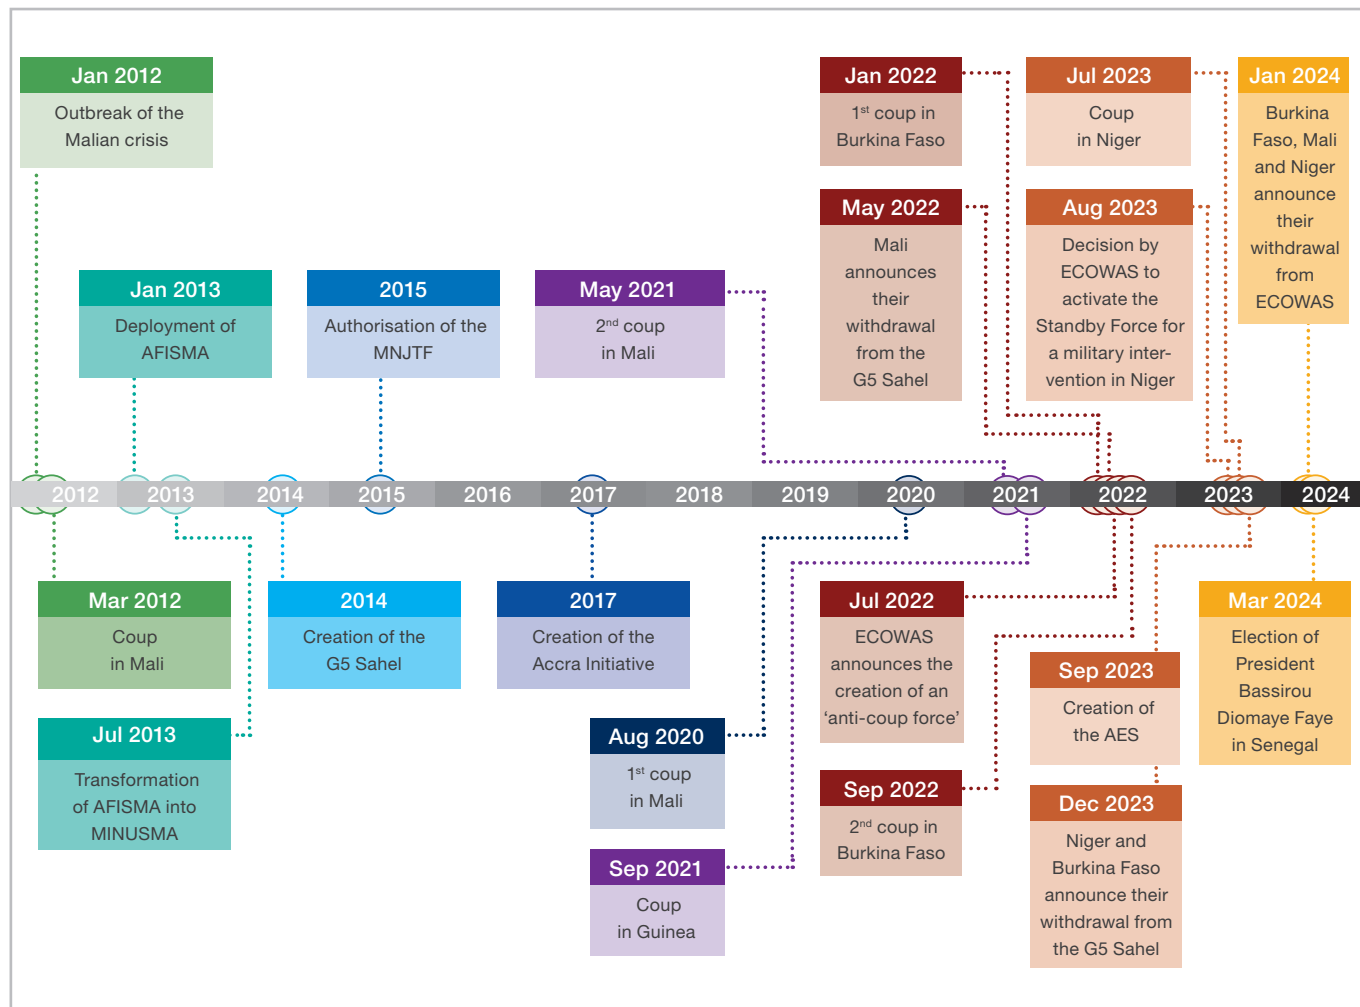 Jan 2012
Outbreak of the
Malian crisis
Jan 2013
Deployment of
AFISMA
2015
Authorisation of the
MNJTF
May 2021
2nd coup
in Mali
Jan 2022
1st coup in
Burkina Faso
May 2022
Mali
announces
their
withdrawal
from the
G5 Sahel
Jul 2023
Coup
in Niger
Aug 2023
Decision by
ECOWAS to
activate the
Standby Force for
a military inter-
vention in Niger
Jan 2024
Burkina
Faso, Mali
and Niger
announce
their
withdrawal
from
ECOWAS
2012 2013 2014 2015 2016 2017 2018 2019 2020 2021 2022 2023 2024
Mar 2012
Coup
in Mali
Jul 2013
Transformation
of AFISMA into
MINUSMA
2014
Creation of the
G5 Sahel
2017
Creation of the
Accra Initiative
Aug 2020
1st coup
in Mali
Sep 2021
Coup
in Guinea
Jul 2022
ECOWAS
announces the
creation of an
‘anti-coup force’
Sep 2022
2nd coup in
Burkina Faso
Sep 2023
Creation of
the AES
Dec 2023
Niger and
Burkina Faso
announce their
withdrawal from
the G5 Sahel
Mar 2024
Election of
President
Bassirou
Diomaye Faye
in Senegal